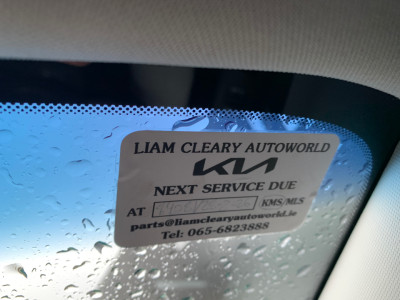 LIAM CLEARY AUTOWORLD
KIA
NEXT SERVICE DUE
AT KMS/MLS
parts@liamclearyautoworld.ie
Tel: 065-6823888